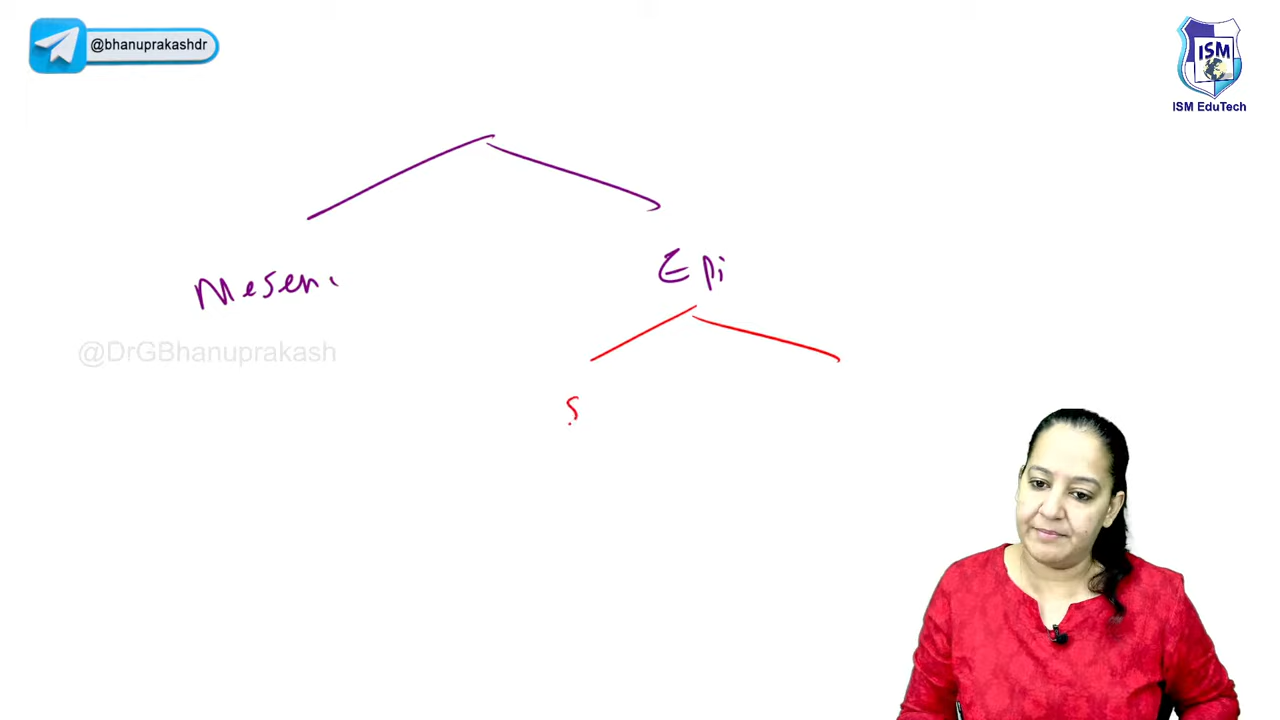 @bhanuprakashdr
ISM
ISM EduTech
Mesen
Epi
@DrGBhanuprakash
S